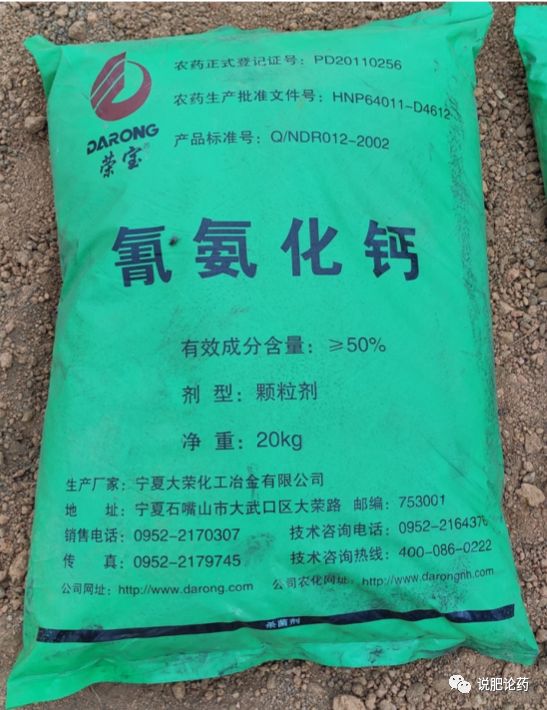 农药正式登记证号：PD20110256
农药生产批准文件号：HNP64011-D4612
产品标准号：Q/NDR012-2002
DARONG
荣宝®
氰氨化钙
有效成分含量：≥50%
剂 型：颗粒剂
净 重：20kg
生产厂家：宁夏大荣化工冶金有限公司
地 址：宁夏石嘴山市大武口区大荣路 邮编：753001
销售电话：0952-2170307 技术咨询电话：0952-2164376
传 真：0952-2179745 技术咨询热线：400-086-0222
公司网址：http://www.darong.com 公司农化网址：http://www.darongnh.com
杀菌剂
说肥论药